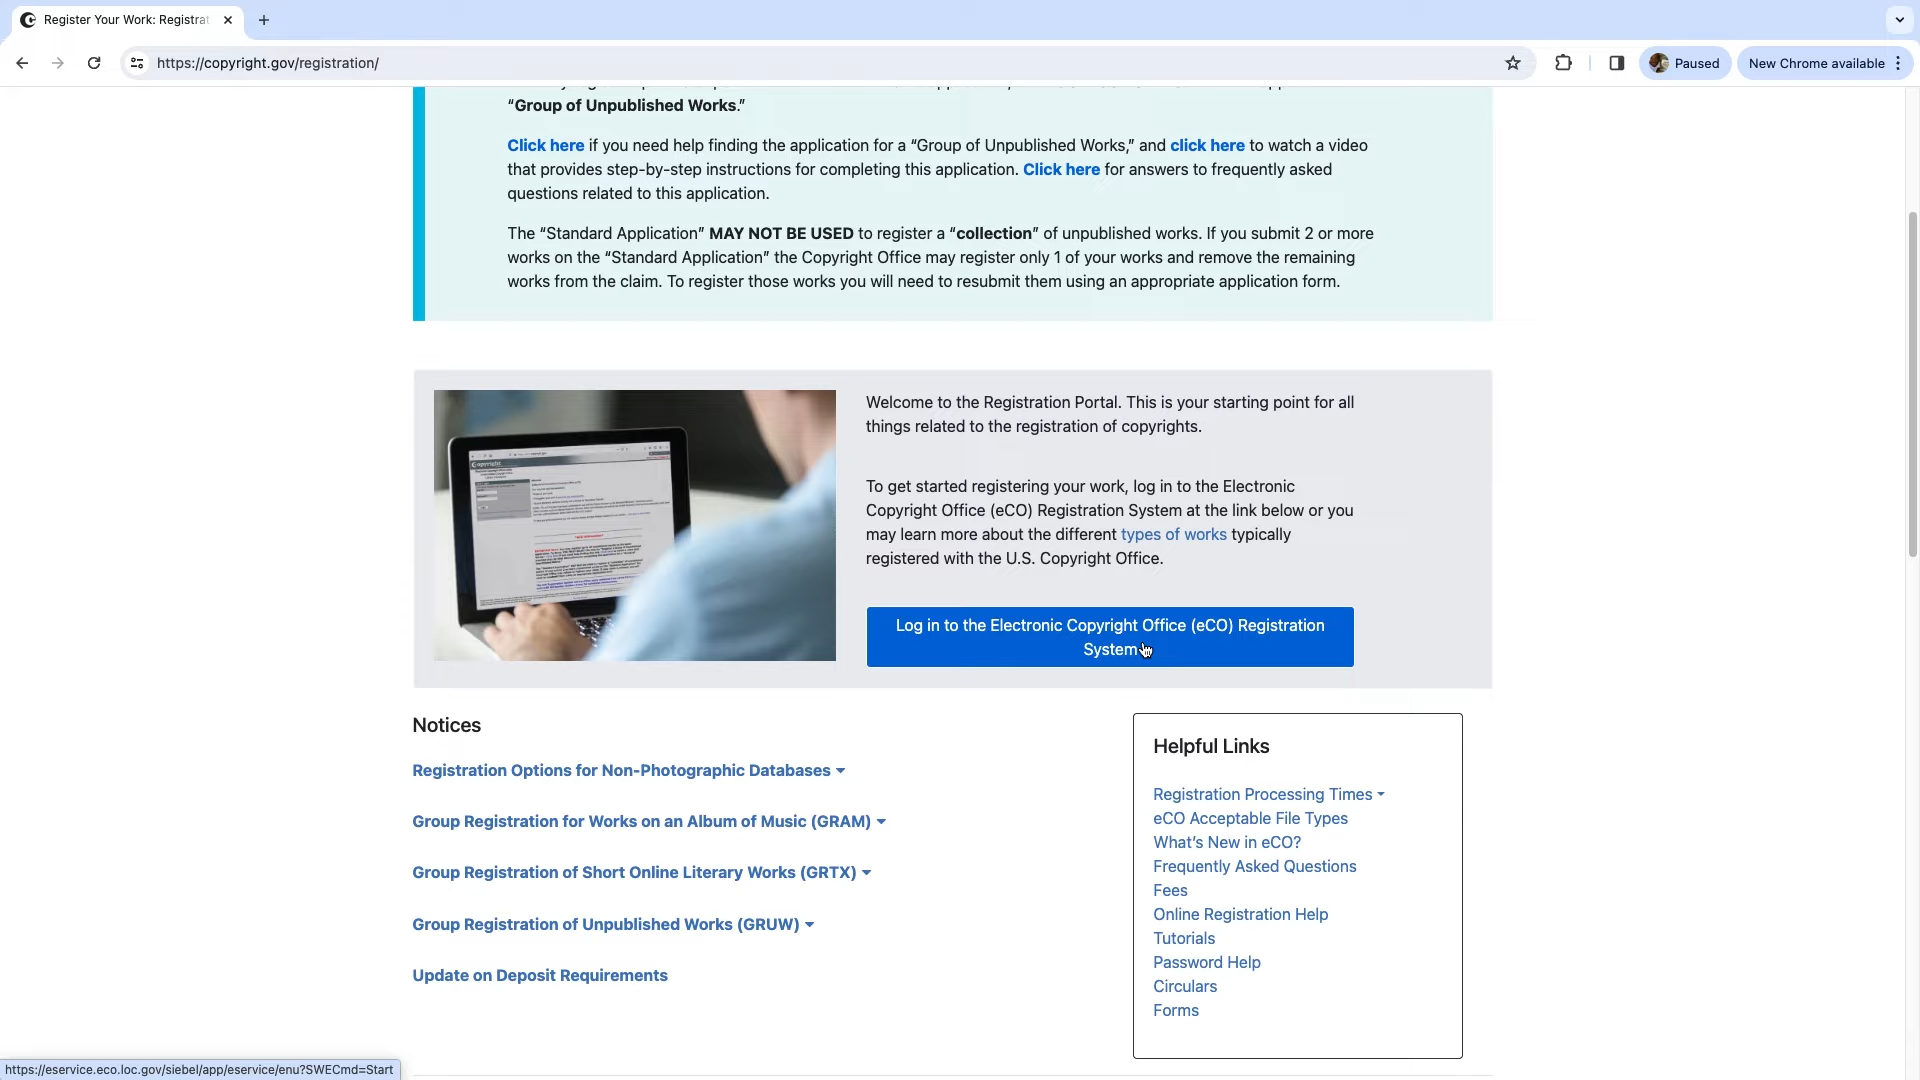 Register Your Work: Registrat
https://copyright.gov/registration/
Paused
New Chrome available
“Group of Unpublished Works.”
Click here if you need help finding the application for a “Group of Unpublished Works,” and click here to watch a video
that provides step-by-step instructions for completing this application. Click here for answers to frequently asked
questions related to this application.
The “Standard Application” MAY NOT BE USED to register a “collection” of unpublished works. If you submit 2 or more
works on the “Standard Application” the Copyright Office may register only 1 of your works and remove the remaining
works from the claim. To register those works you will need to resubmit them using an appropriate application form.
Copyright
Welcome to the Registration Portal. This is your starting point for all
things related to the registration of copyrights.
To get started registering your work, log in to the Electronic
Copyright Office (eCO) Registration System at the link below or you
may learn more about the different types of works typically
registered with the U.S. Copyright Office.
Log in to the Electronic Copyright Office (eCO) Registration
System
Notices
Registration Options for Non-Photographic Databases
Group Registration for Works on an Album of Music (GRAM)
Group Registration of Short Online Literary Works (GRTX)
Group Registration of Unpublished Works (GRUW)
Update on Deposit Requirements
Helpful Links
Registration Processing Times
eCO Acceptable File Types
What's New in eCO?
Frequently Asked Questions
Fees
Online Registration Help
Tutorials
Password Help
Circulars
Forms
https://eservice.eco.loc.gov/siebel/app/eservice/enu?SWECmd=Start